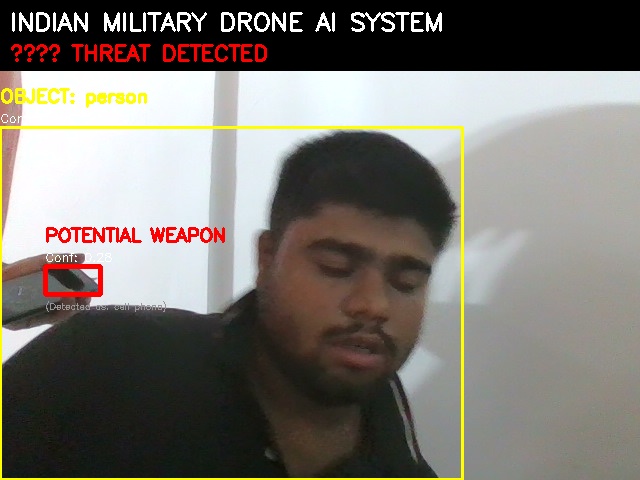 INDIAN MILITARY DRONE AI SYSTEM
???? THREAT DETECTED
OBJECT: person
POTENTIAL WEAPON
Conf:
(Detected as: cell phone)